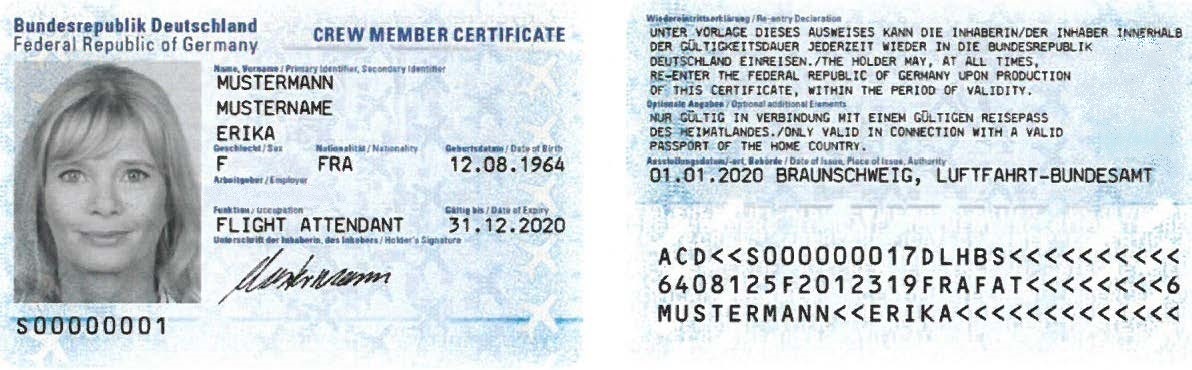 Bundesrepublik Deutschland
Federal Republic of Germany
CREW MEMBER CERTIFICATE
Name, Vorname / Primary Identifier, Secondary Identifier
MUSTERMANN
MUSTERNAME
ERIKA
Geschlecht / Sex Nationalität / Nationality Geburtsdatum / Date of Birth
F FRA 12.08.1964
Arbeitgeber / Employer
Funktion / Occupation Gültig bis / Date of Expiry
FLIGHT ATTENDANT 31.12.2020
Unterschrift der Inhaberin, des Inhabers / Holder's Signature
Mustermann
S00000001
Wiedereintrittserklärung / Re-entry Declaration
UNTER VORLAGE DIESES AUSWEISES KANN DIE INHABERIN/DER INHABER INNERHALB
DER GÜLTIGKEITSDAUER JEDERZEIT WIEDER IN DIE BUNDESREPUBLIK
DEUTSCHLAND EINREISEN./THE HOLDER MAY, AT ALL TIMES,
RE-ENTER THE FEDERAL REPUBLIC OF GERMANY UPON PRODUCTION
OF THIS CERTIFICATE, WITHIN THE PERIOD OF VALIDITY.
Optionale Angaben / Optional additional Elements
NUR GÜLTIG IN VERBINDUNG MIT EINEM GÜLTIGEN REISEPASS
DES HEIMATLANDES./ONLY VALID IN CONNECTION WITH A VALID
PASSPORT OF THE HOME COUNTRY.
Ausstellungsdatum/-ort, Behörde / Date of Issue, Place of Issue, Authority
01.01.2020 BRAUNSCHWEIG, LUFTFAHRT-BUNDESAMT
ACD<<S000000017DLHBS<<<<<<<<<<
6408125F2012319FRAFAT<<<<<<<<6
MUSTERMANN<<ERIKA<<<<<<<<<<<<<